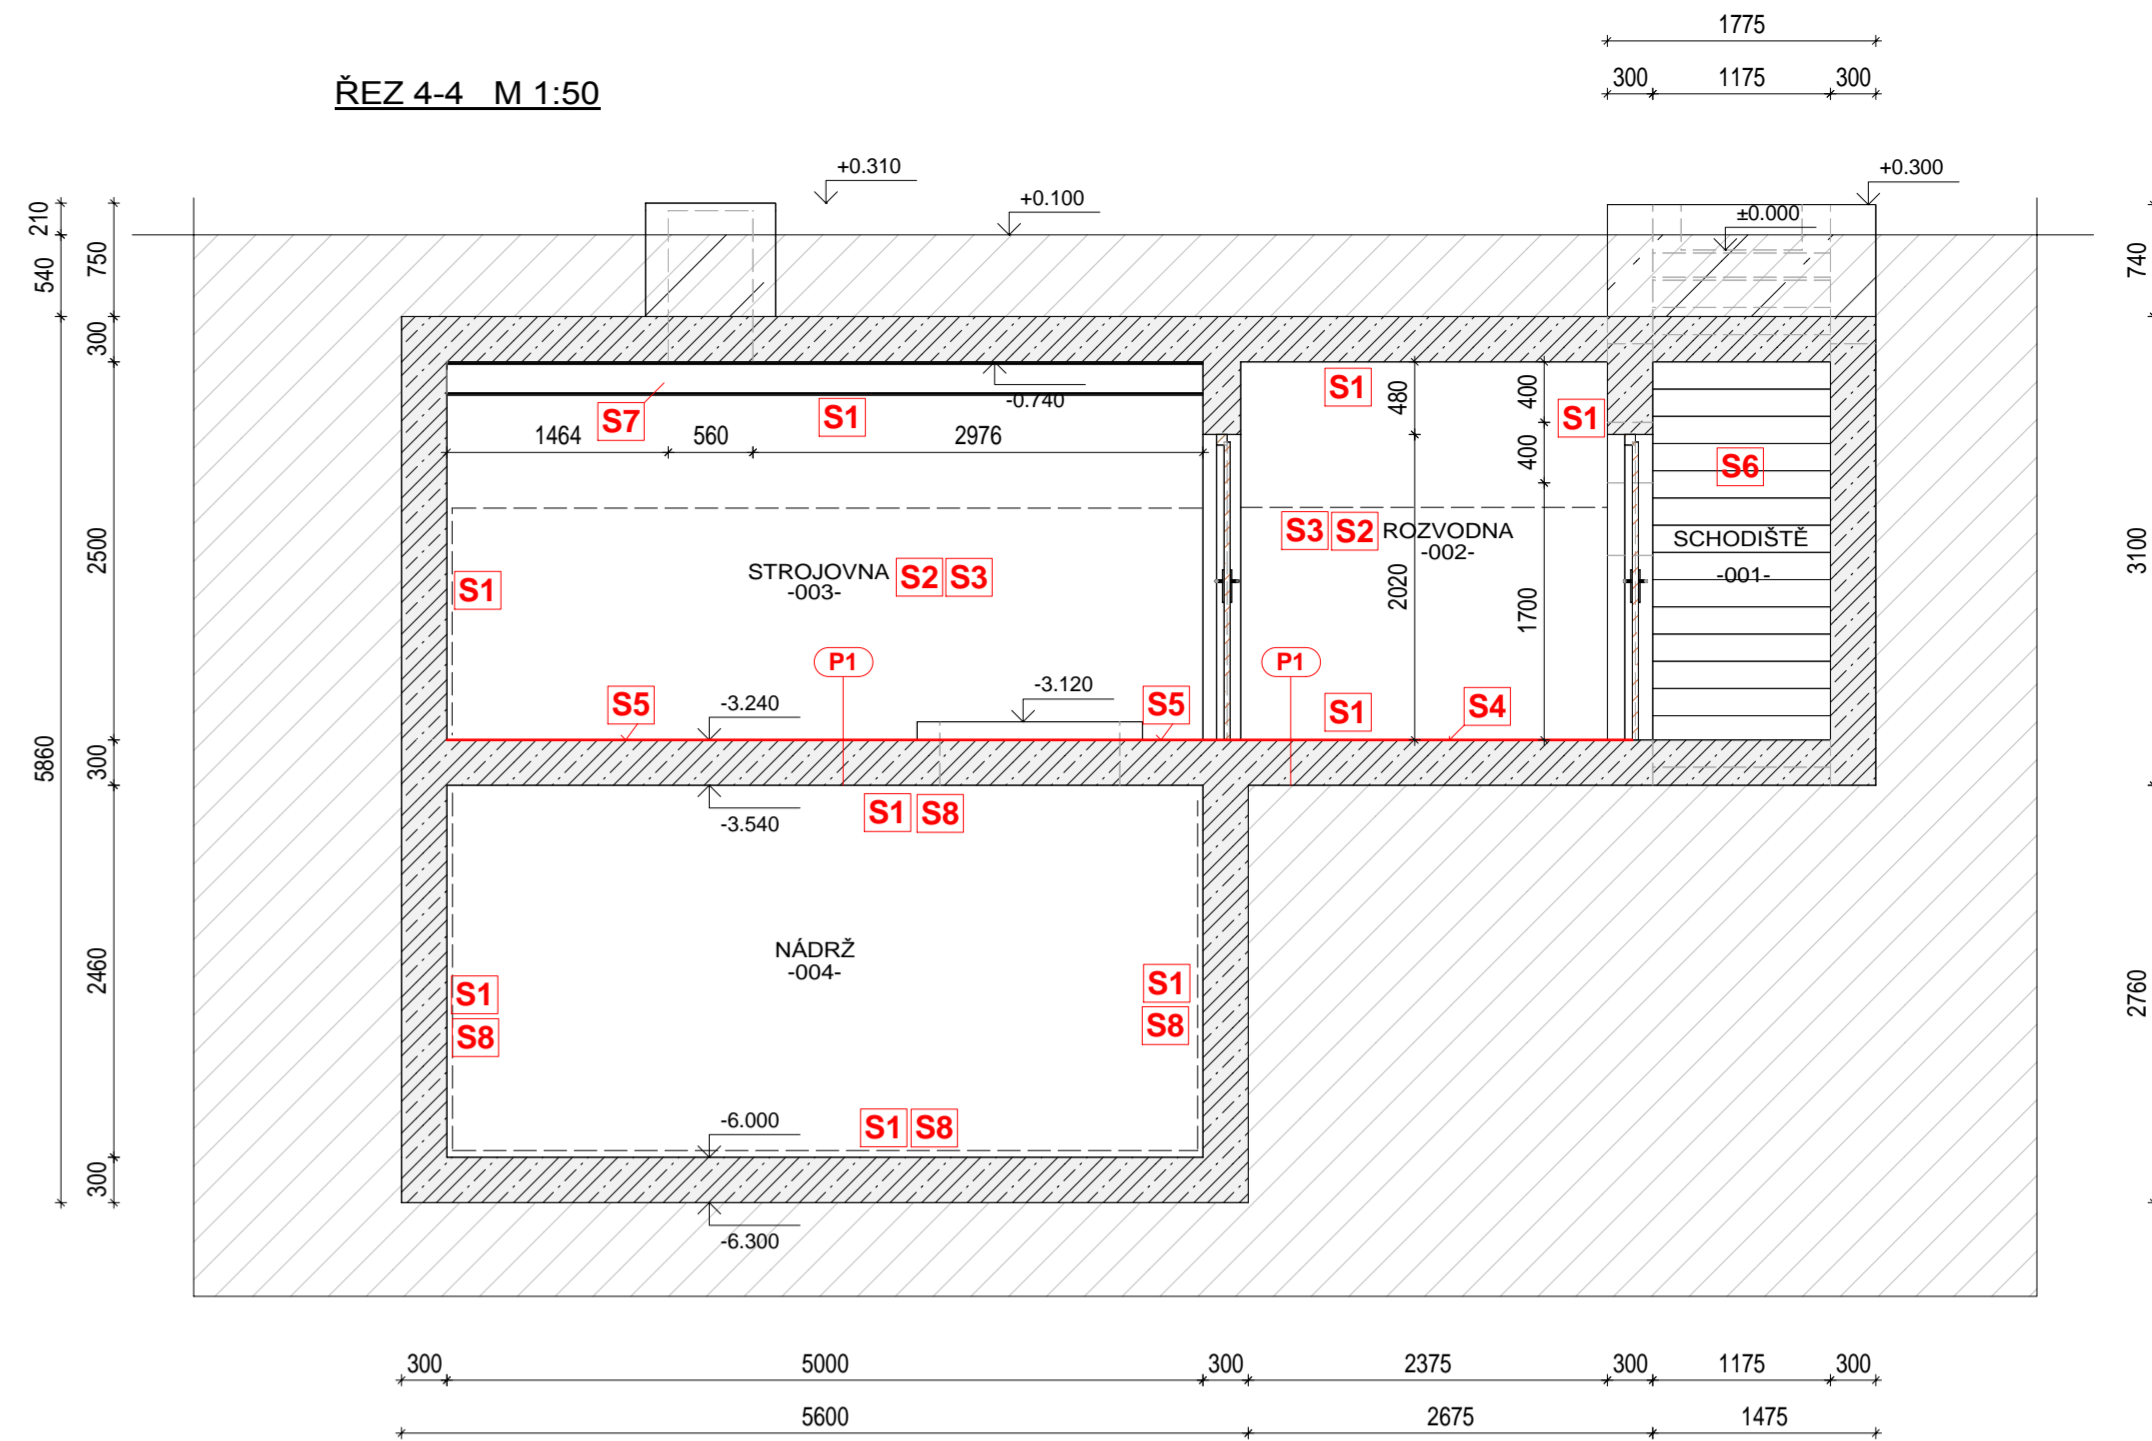 1775
ŘEZ 4-4 M 1:50
300 1175 300
+0.310
+0.300
+0.100
±0.000
210
540
750
300
740
-0.740
S7
S1
S1
S1
480
400
400
1464 560 2976
S6
2500
3100
S3 S2 ROZVODNA
-002-
SCHODIŠTĚ
-001-
STROJOVNA S2 S3
-003-
S1
2020
1700
P1
P1
S5
-3.240
-3.120
S5
S1
S4
5860
300
-3.540
S1 S8
2460
2760
NÁDRŽ
-004-
S1
S8
S1
S8
-6.000
S1 S8
300
-6.300
300 5000 300 2375 300 1175 300
5600 2675 1475